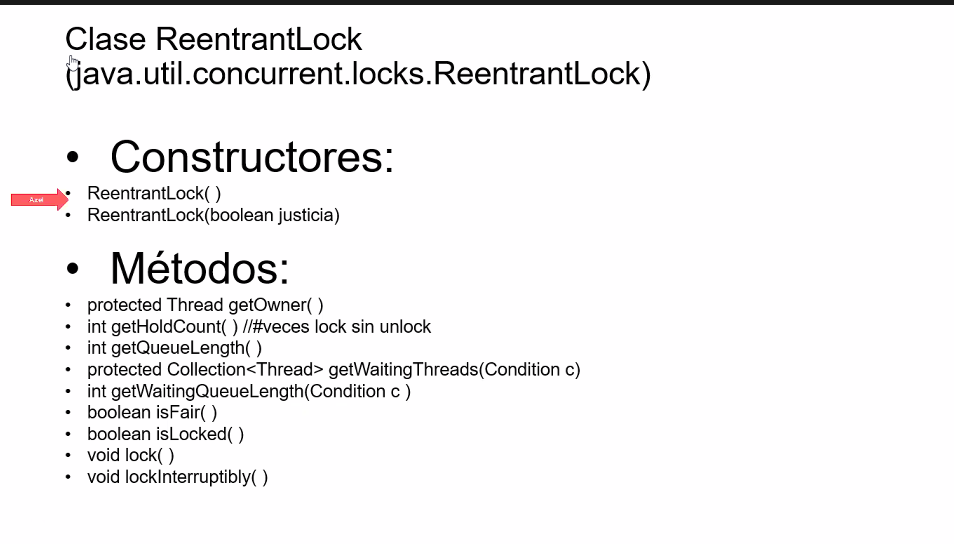 Clase ReentrantLock
(java.util.concurrent.locks.ReentrantLock)
• Constructores:
• ReentrantLock( )
Axel
• ReentrantLock(boolean justicia)
• Métodos:
• protected Thread getOwner( )
• int getHoldCount( ) //#veces lock sin unlock
• int getQueueLength( )
• protected Collection<Thread> getWaitingThreads(Condition c)
• int getWaitingQueueLength(Condition c )
• boolean isFair( )
• boolean isLocked( )
• void lock( )
• void lockInterruptibly( )